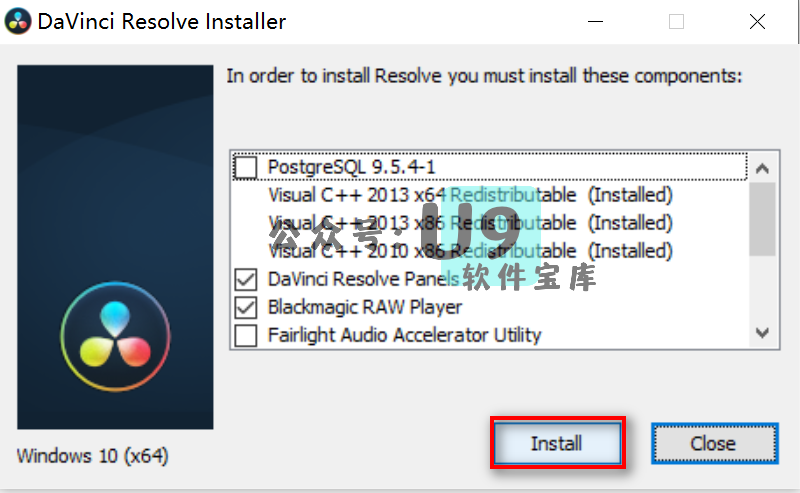 DaVinci Resolve Installer
In order to install Resolve you must install these components:
PostgreSQL 9.5.4-1
Visual C++ 2013 x64 Redistributable (Installed)
Visual C++ 2013 x86 Redistributable (Installed)
公众号：U9
Visual C++ 2010 x86 Redistributable (Installed)
软件宝库
DaVinci Resolve Panels
Blackmagic RAW Player
Fairlight Audio Accelerator Utility
Install
Close
Windows 10 (x64)